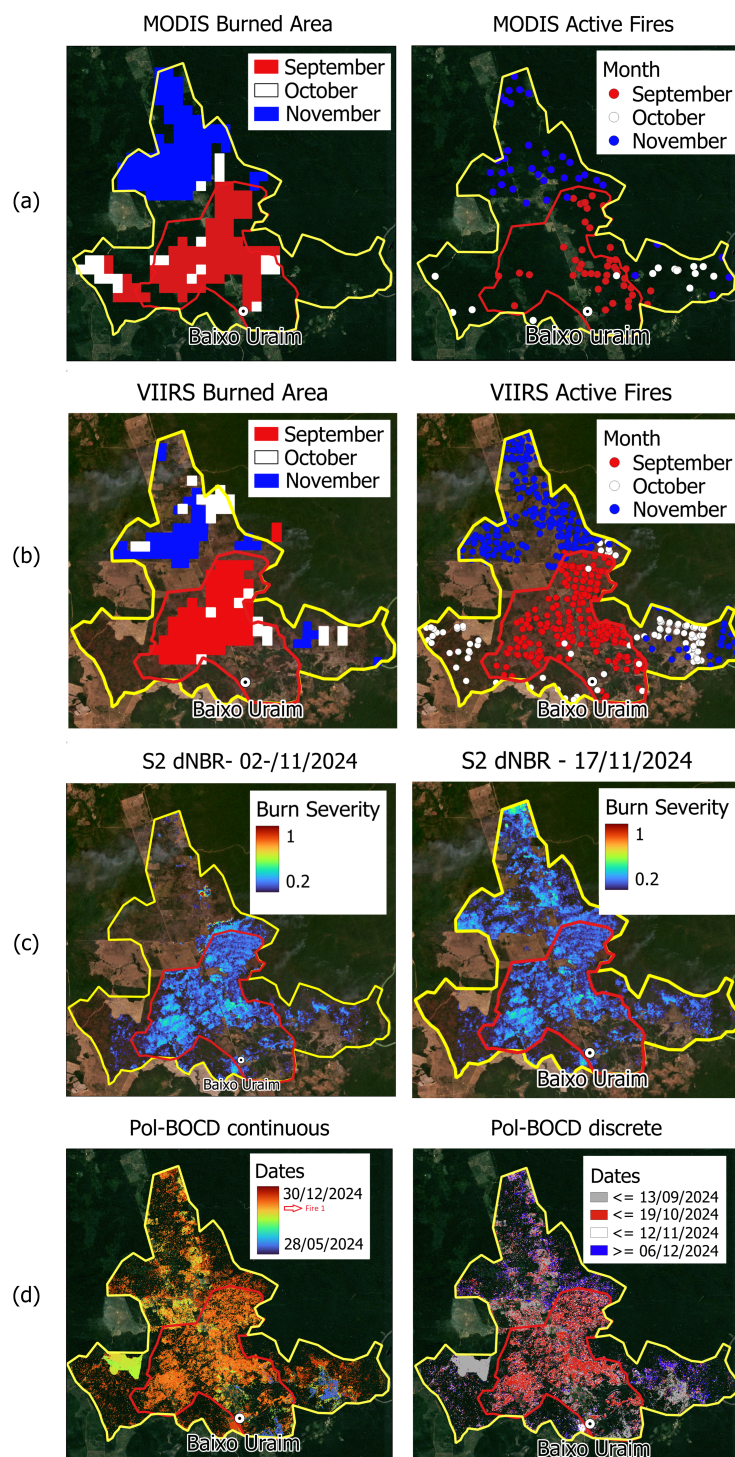 MODIS Burned Area
MODIS Active Fires
September
October
November
Month
September
October
November
(a)
Baixo Uraim
Baixo uraim
VIIRS Burned Area
VIIRS Active Fires
September
October
November
Month
September
October
November
(b)
Baixo Uraim
Baixo Uraim
S2 dNBR- 02-/11/2024
S2 dNBR - 17/11/2024
Burn Severity
1
0.2
Burn Severity
1
0.2
(c)
Baixo Uraim
Baixo Uraim
Pol-BOCD continuous
Pol-BOCD discrete
Dates
30/12/2024
Fire 1
28/05/2024
Dates
<= 13/09/2024
<= 19/10/2024
<= 12/11/2024
>= 06/12/2024
(d)
Baixo Uraim
Baixo Uraim